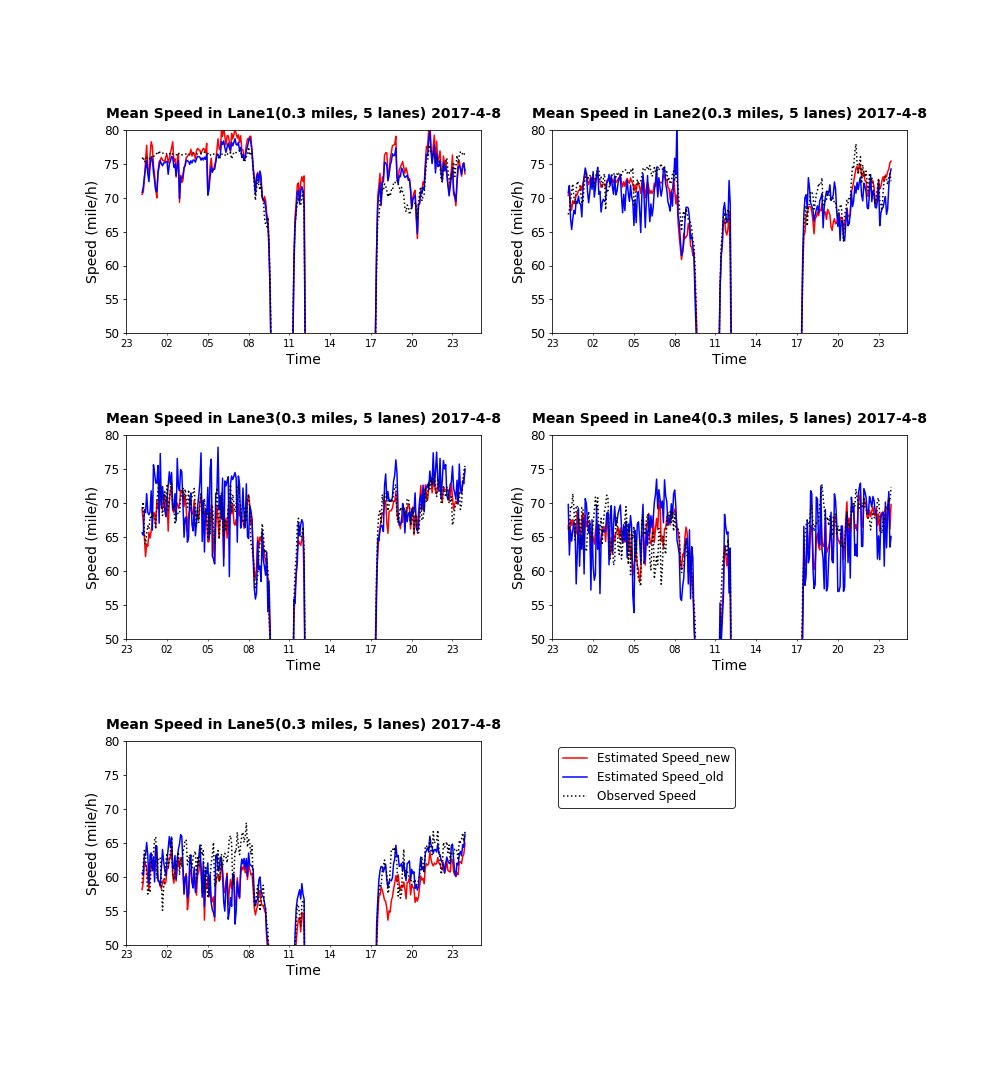 Mean Speed in Lane1(0.3 miles, 5 lanes) 2017-4-8
80
75
70
65
60
55
50
Speed (mile/h)
23 02 05 08 11 14 17 20 23
Time
Mean Speed in Lane2(0.3 miles, 5 lanes) 2017-4-8
80
75
70
65
60
55
50
Speed (mile/h)
23 02 05 08 11 14 17 20 23
Time
Mean Speed in Lane3(0.3 miles, 5 lanes) 2017-4-8
80
75
70
65
60
55
50
Speed (mile/h)
23 02 05 08 11 14 17 20 23
Time
Mean Speed in Lane4(0.3 miles, 5 lanes) 2017-4-8
80
75
70
65
60
55
50
Speed (mile/h)
23 02 05 08 11 14 17 20 23
Time
Mean Speed in Lane5(0.3 miles, 5 lanes) 2017-4-8
80
75
70
65
60
55
50
Speed (mile/h)
23 02 05 08 11 14 17 20 23
Time
Estimated Speed_new
Estimated Speed_old
Observed Speed